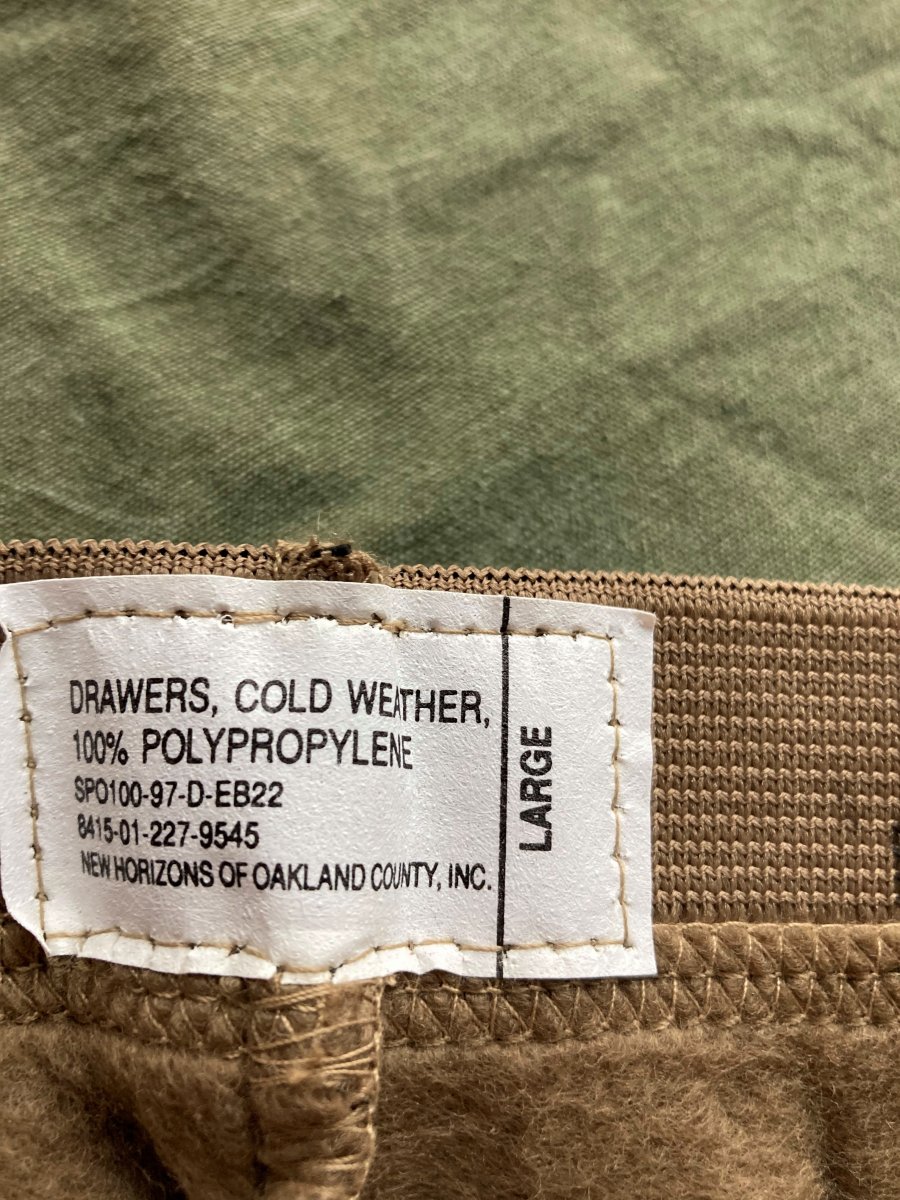 DRAWERS, COLD WEATHER,
100% POLYPROPYLENE
SPO100-97-D-EB22
8415-01-227-9545
NEW HORIZONS OF OAKLAND COUNTY, INC.
LARGE